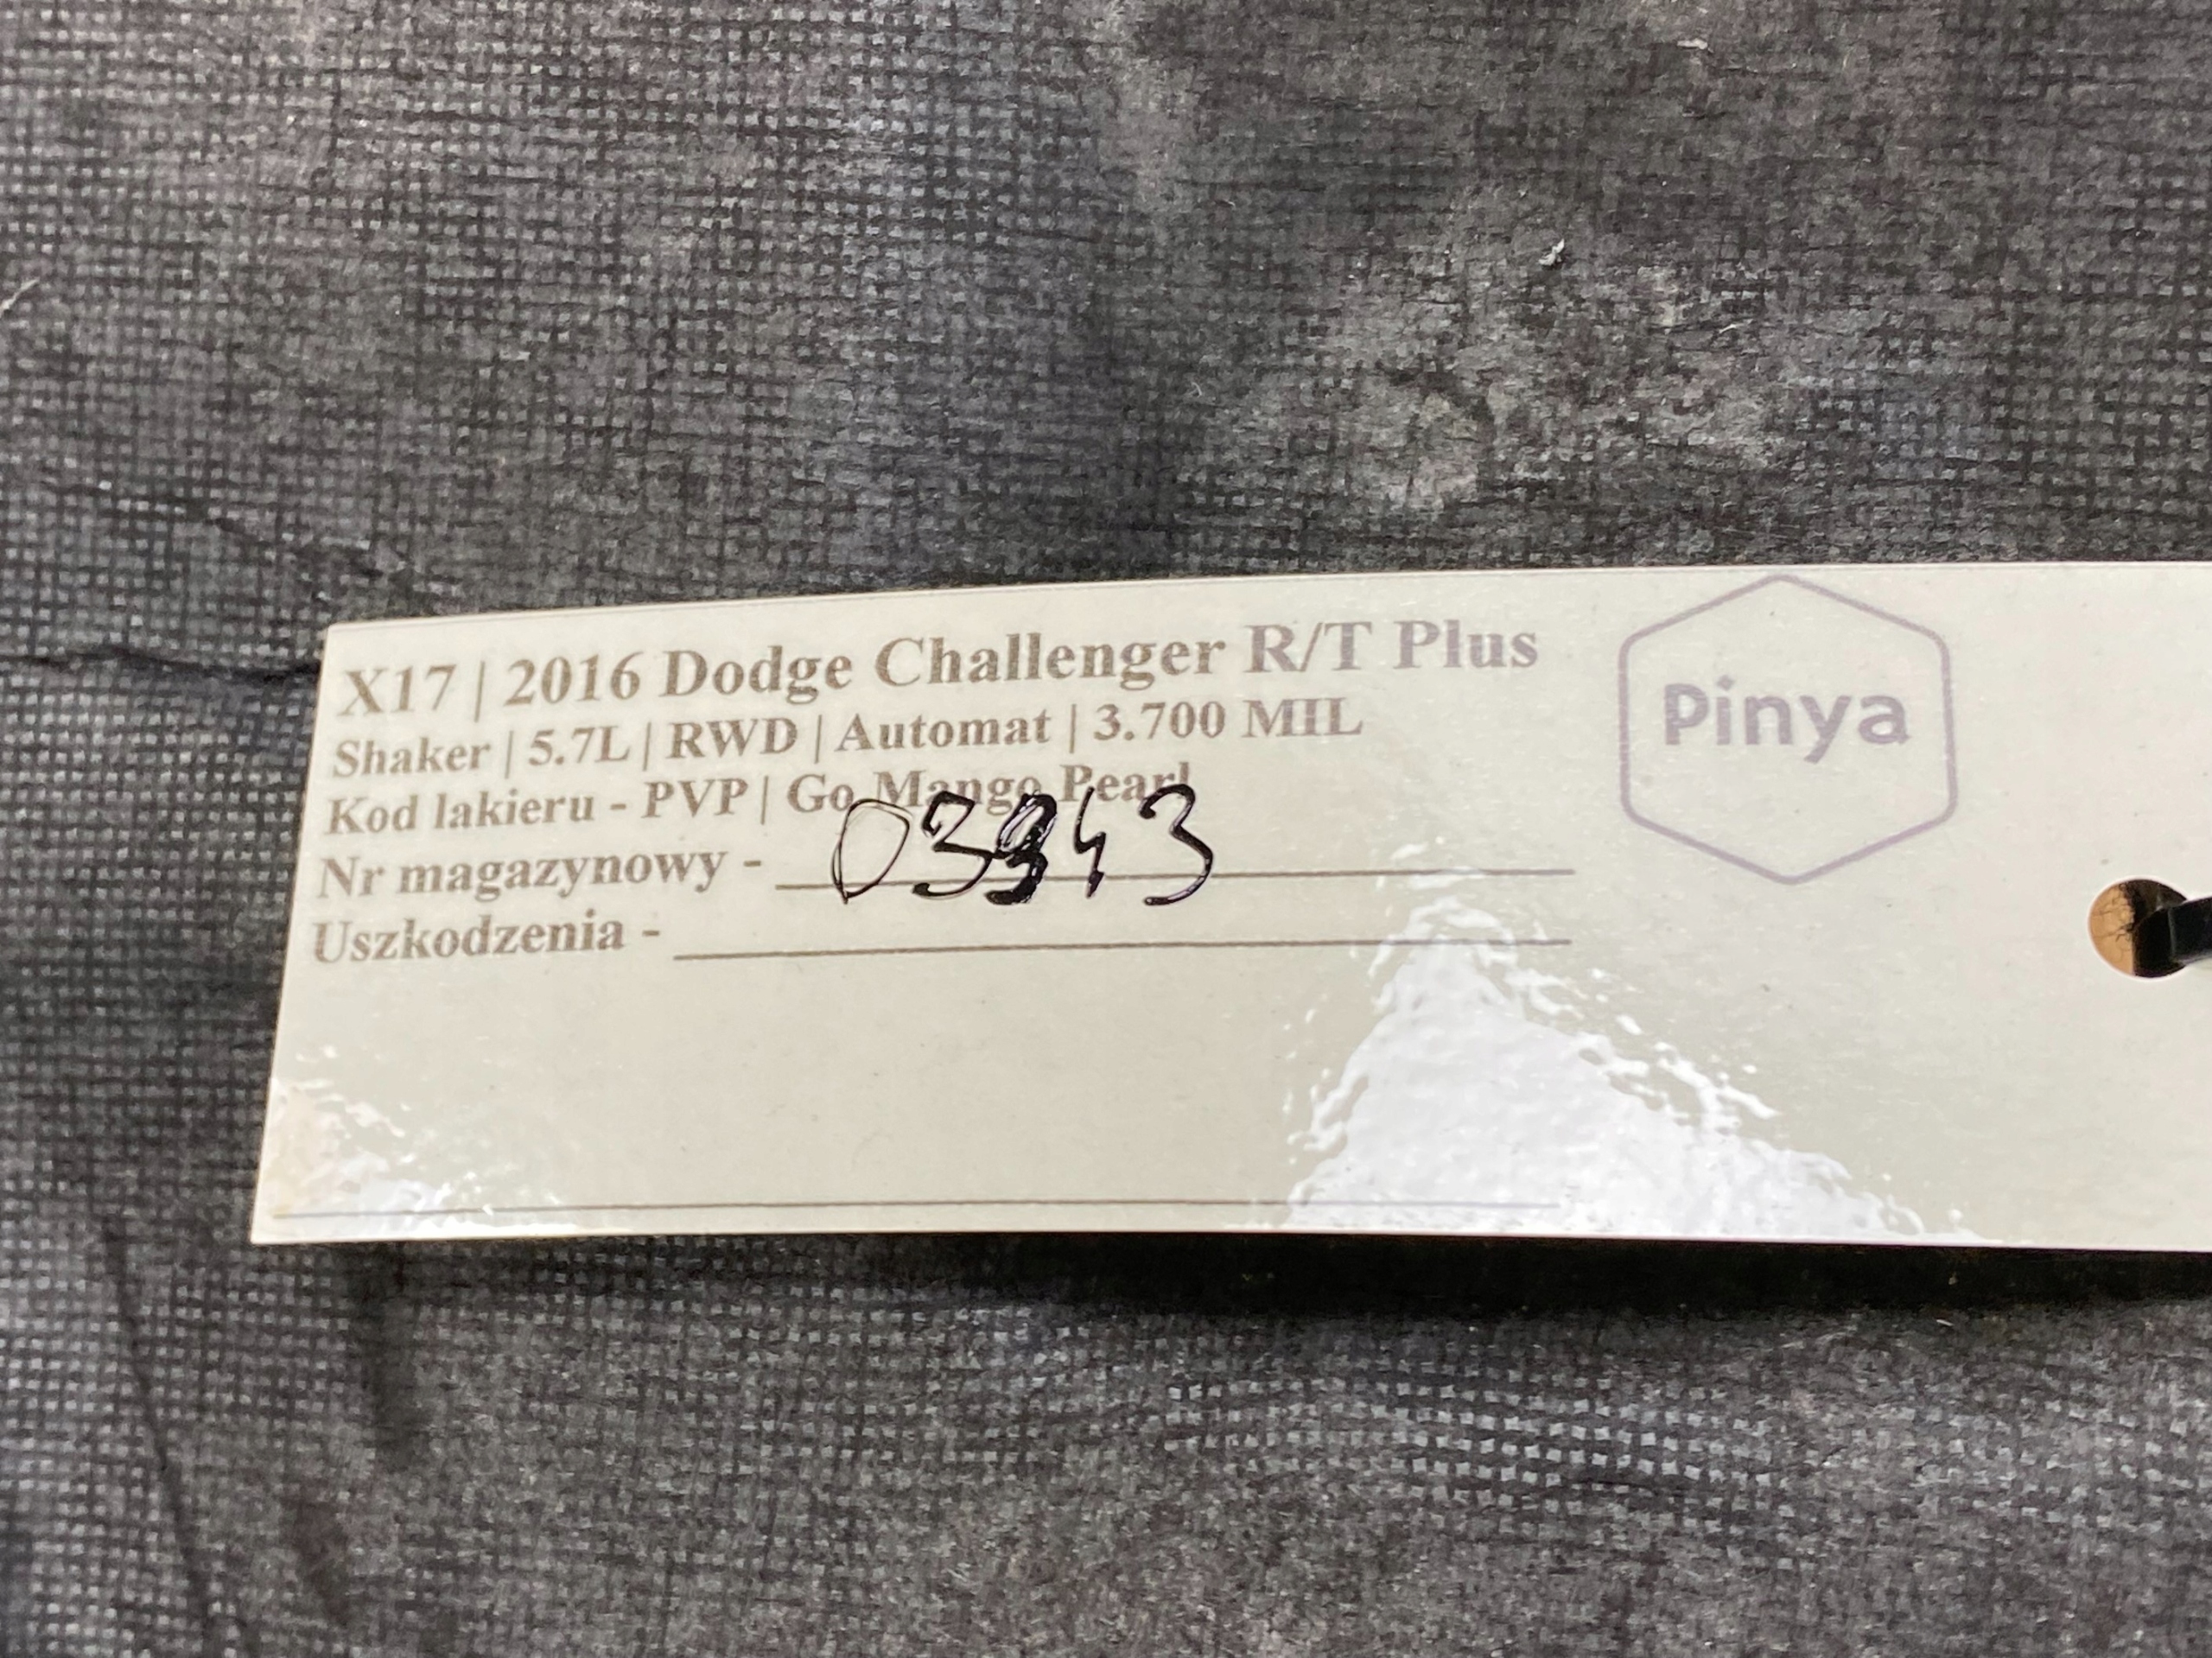 X17 | 2016 Dodge Challenger R/T Plus
Shaker | 5.7L | RWD | Automat | 3.700 MIL
Kod lakieru - PVP | Go Mango Pearl
Nr magazynowy -
Uszkodzenia -
Pinya